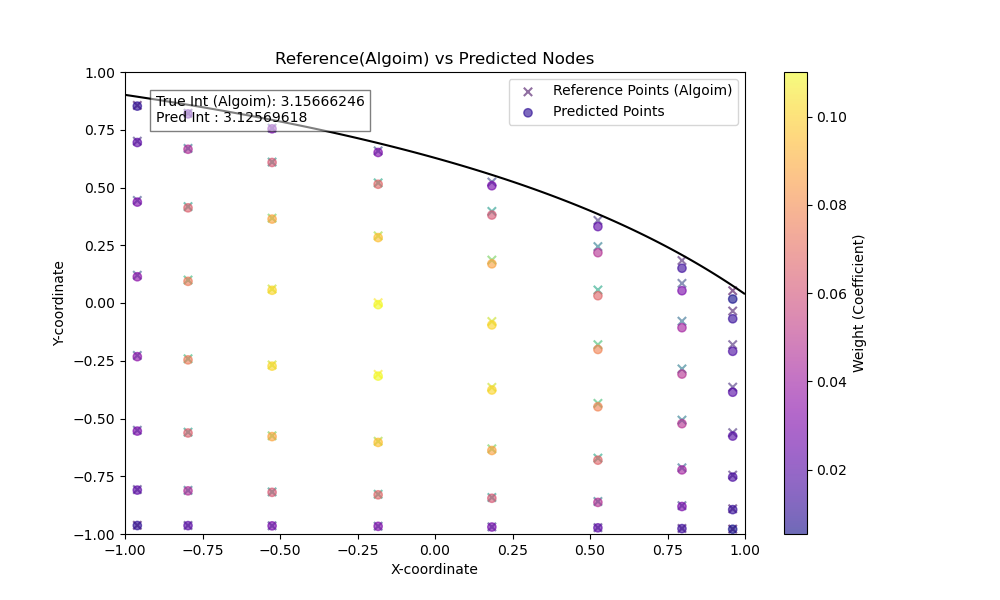 Reference(Algoim) vs Predicted Nodes
True Int (Algoim): 3.15666246
Pred Int : 3.12569618
Reference Points (Algoim)
Predicted Points
1.00
0.75
0.50
0.25
0.00
−0.25
−0.50
−0.75
−1.00
Y-coordinate
−1.00
−0.75
−0.50
−0.25
0.00
0.25
0.50
0.75
1.00
X-coordinate
0.10
0.08
0.06
0.04
0.02
Weight (Coefficient)